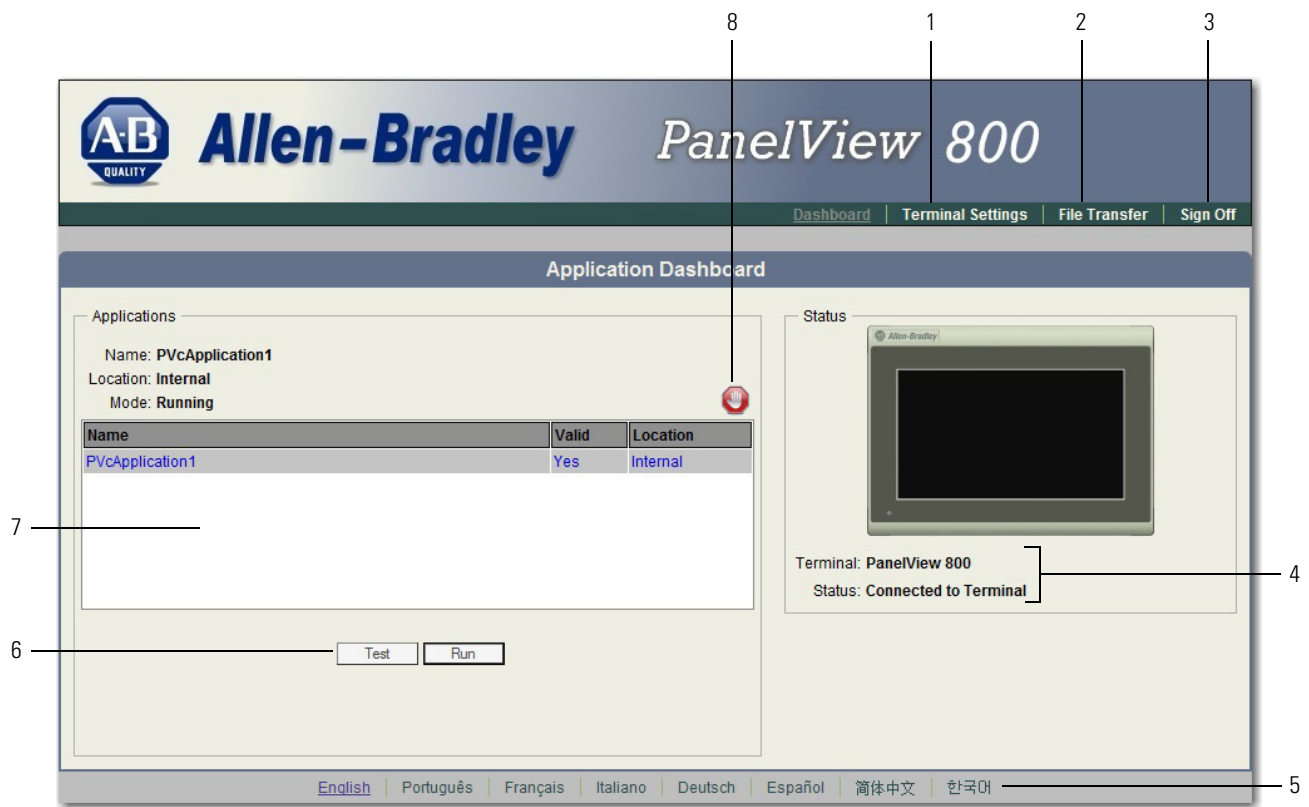 8 1 2 3
A·B
QUALITY
Allen-Bradley PanelView 800
Dashboard Terminal Settings File Transfer Sign Off
Application Dashboard
Applications
Name: PVcApplication1
Location: Internal
Mode: Running
Name Valid Location
PVcApplication1 Yes Internal
7
6
Test Run
Status
Allen-Bradley
Terminal: PanelView 800
Status: Connected to Terminal
4
English Português Français Italiano Deutsch Español 简体中文 한국어
5